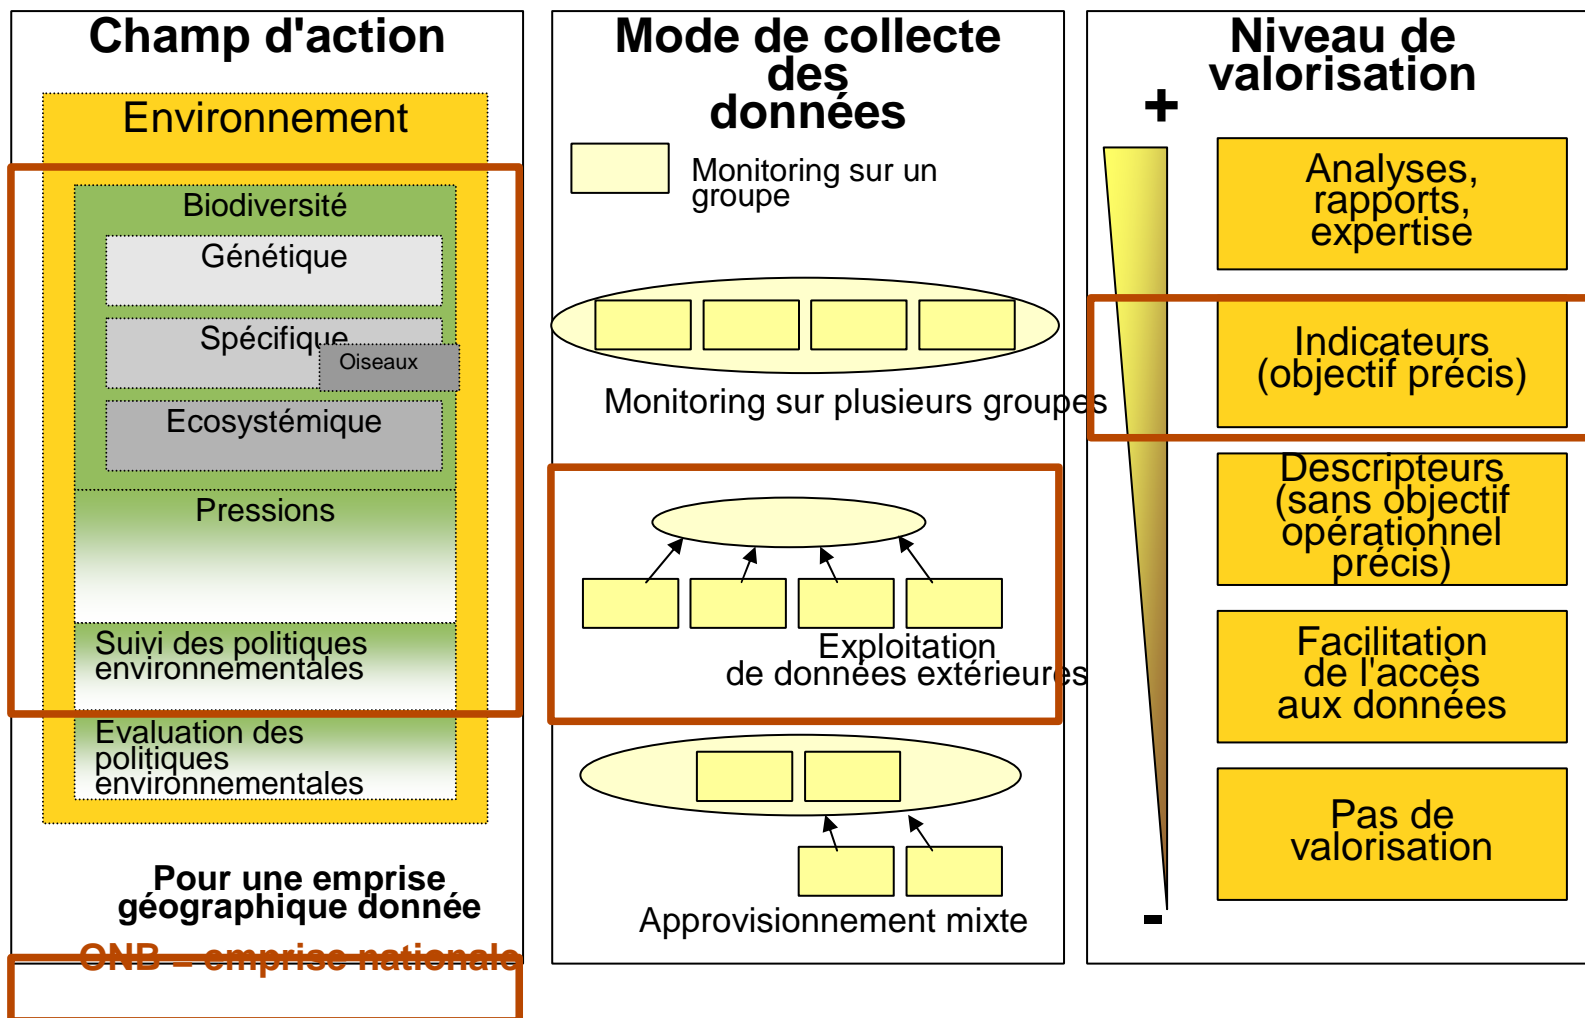 Champ d'action
Environnement
Biodiversité
Génétique
Spécifique
Oiseaux
Ecosystémique
Pressions
Suivi des politiques
environnementales
Evaluation des
politiques
environnementales
Pour une emprise
géographique donnée
ONB = emprise nationale
Mode de collecte
des
données
Monitoring sur un
groupe
Monitoring sur plusieurs groupes
Exploitation
de données extérieures
Approvisionnement mixte
Niveau de
valorisation
+
Analyses,
rapports,
expertise
Indicateurs
(objectif précis)
Descripteurs
(sans objectif
opérationnel
précis)
Facilitation
de l'accès
aux données
Pas de
valorisation
-